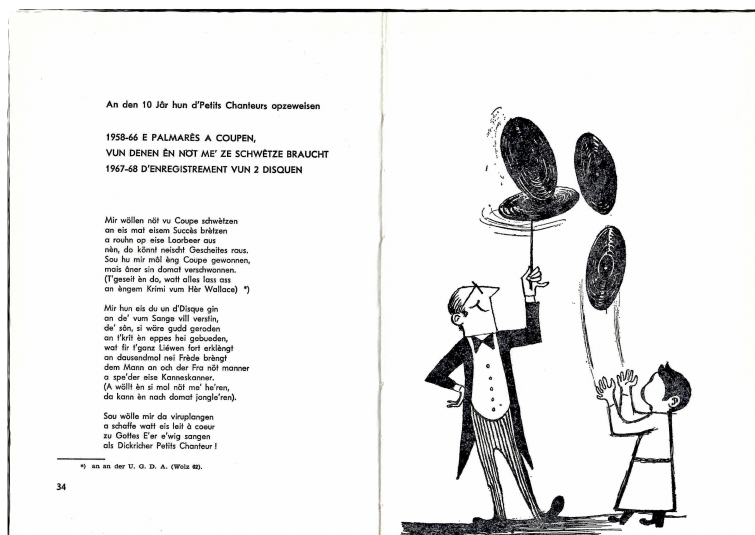 An den 10 Jâr hun d'Petits Chanteurs opzeweisen
1958-66 E PALMARÈS A COUPEN,
VUN DENEN ÈN NÖT ME' ZE SCHWÊTZE BRAUCHT
1967-68 D'ENREGISTREMENT VUN 2 DISQUEN
Mir wöllen nöt vu Coupe schwètzen
an eis mat eisem Succès brètzen
a rouhn op eise Laarbeer aus
nèn, do könnt neischt Gescheites raus.
Sou hu mir môl èng Coupe gewonnen,
mais âner sin domat verschwonnen.
(T'geseit èn do, watt alles lass ass
an èngem Krimi vum Hèr Wallace) *)
Mir hun eis du un d'Disque gin
an de' vum Sange vill verstin,
de' sôn, si wäre gudd geroden
an t'krit èn eppes hei gebueden,
wat fir t'ganz Liéwen fort erklèngt
an dausendmol nei Frède brèngt
dem Mann an och der Fra nöt manner
a spe'der eise Kanneskanner.
(A wöllt èn si mol nöt me' he'ren,
da kann èn nach domat jongle'ren).
Sou wölle mir da viruplangen
a schaffe watt eis leit à coeur
zu Gottes E'er e'wig sangen
als Dickricher Petits Chanteur !
*) an an der U. G. D. A. (Wolz 62).
34